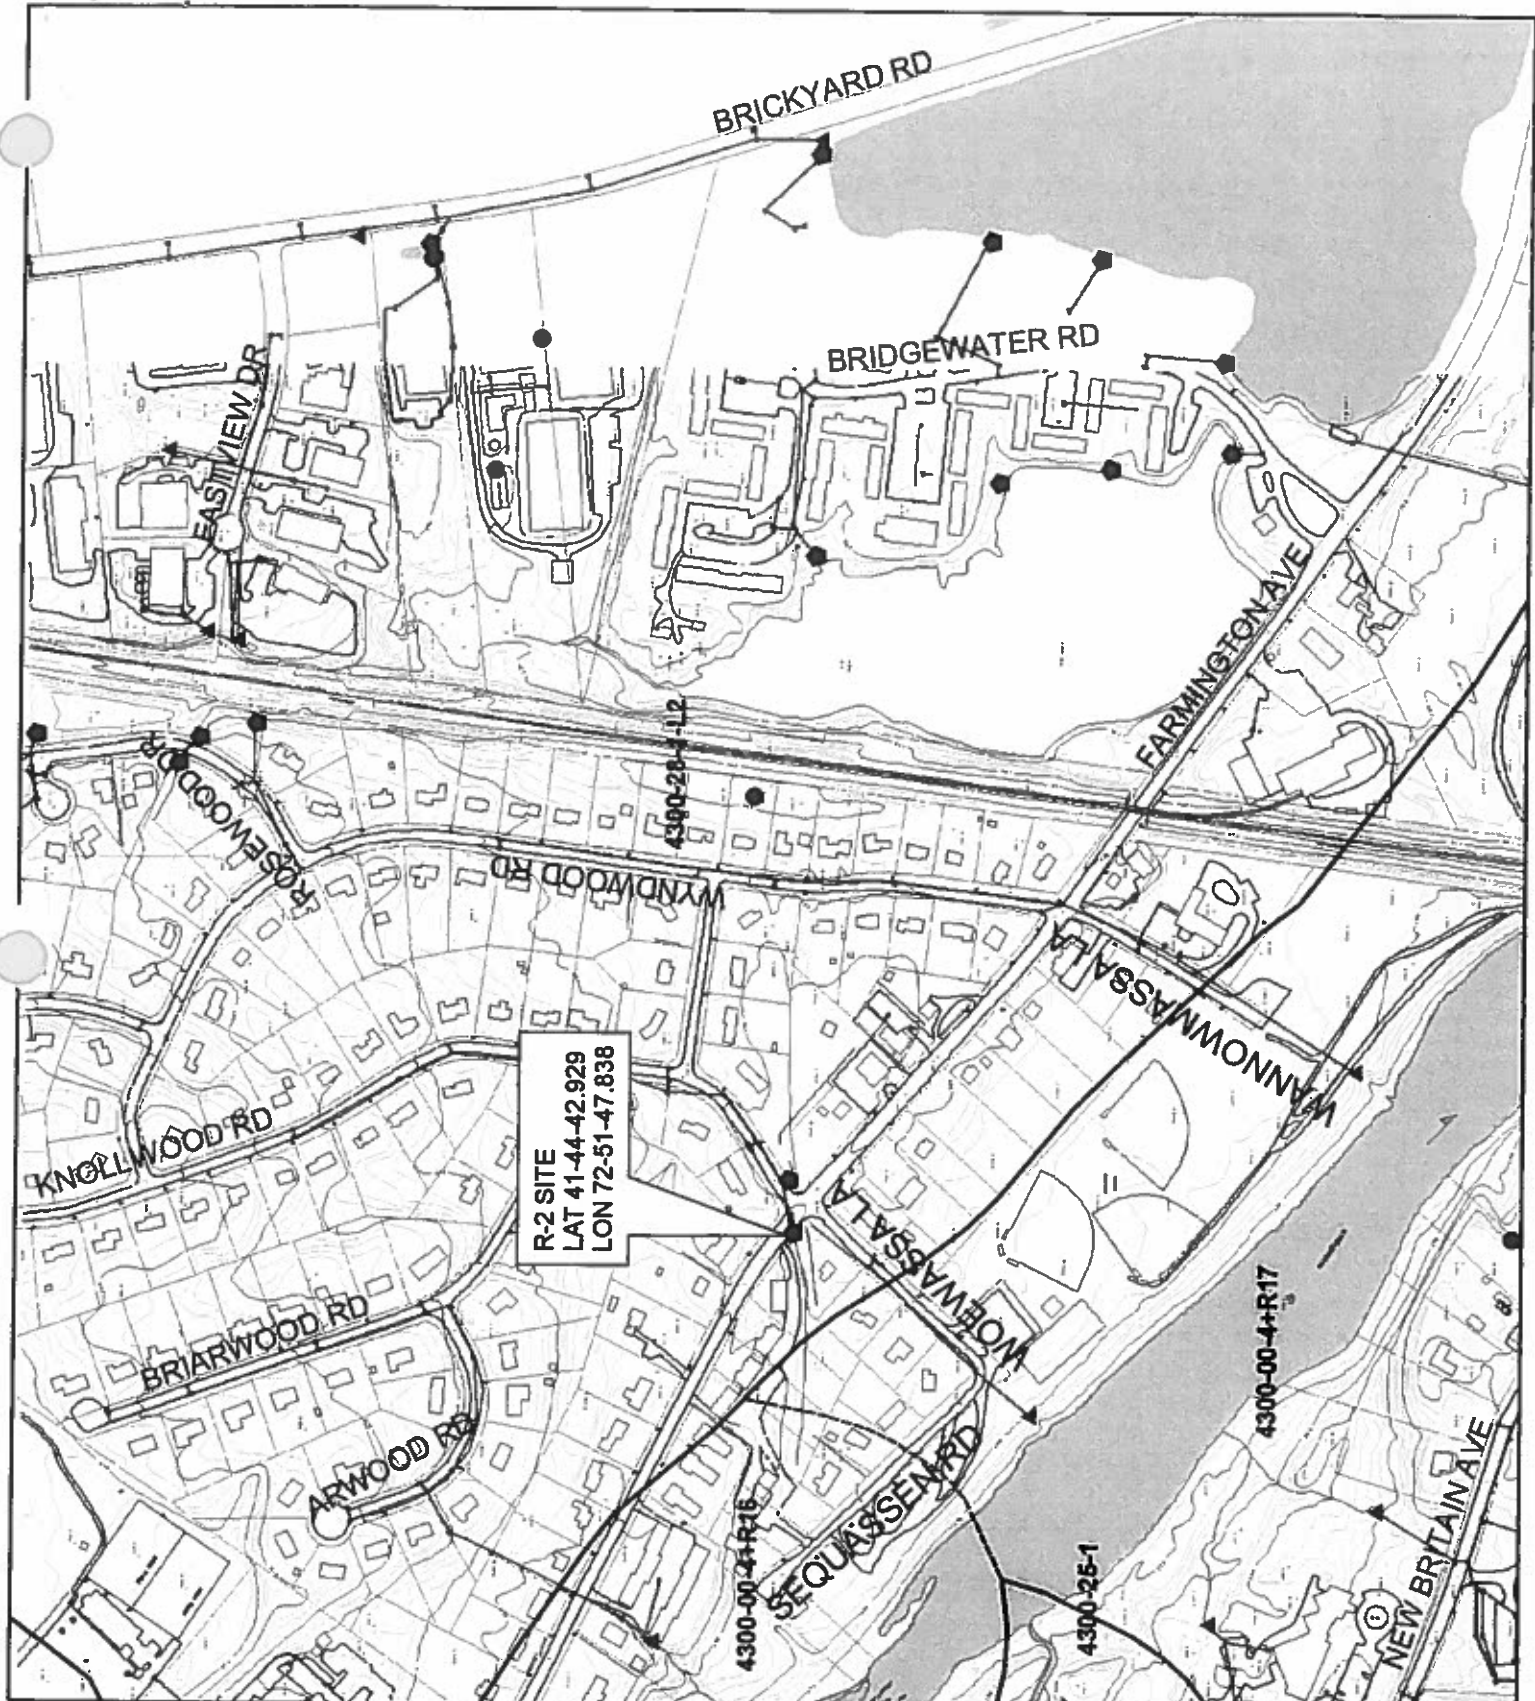 BRICKYARD RD
BRIDGEWATER RD
EASTVIEW DR
FARMINGTON AVE
ROSEWOOD DR
4300-28-1-L2
WYNDWOOD RD
WANNOWMASSA LA
R-2 SITE
LAT 41-44-42.929
LON 72-51-47.838
KNOLLWOOD RD
WOEWASSA LA
BRIARWOOD RD
4300-00-4+R17
ARWOOD RD
SEQUASSEN RD
4300-00-4+R16
4300-25-1
NEW BRITAIN AVE